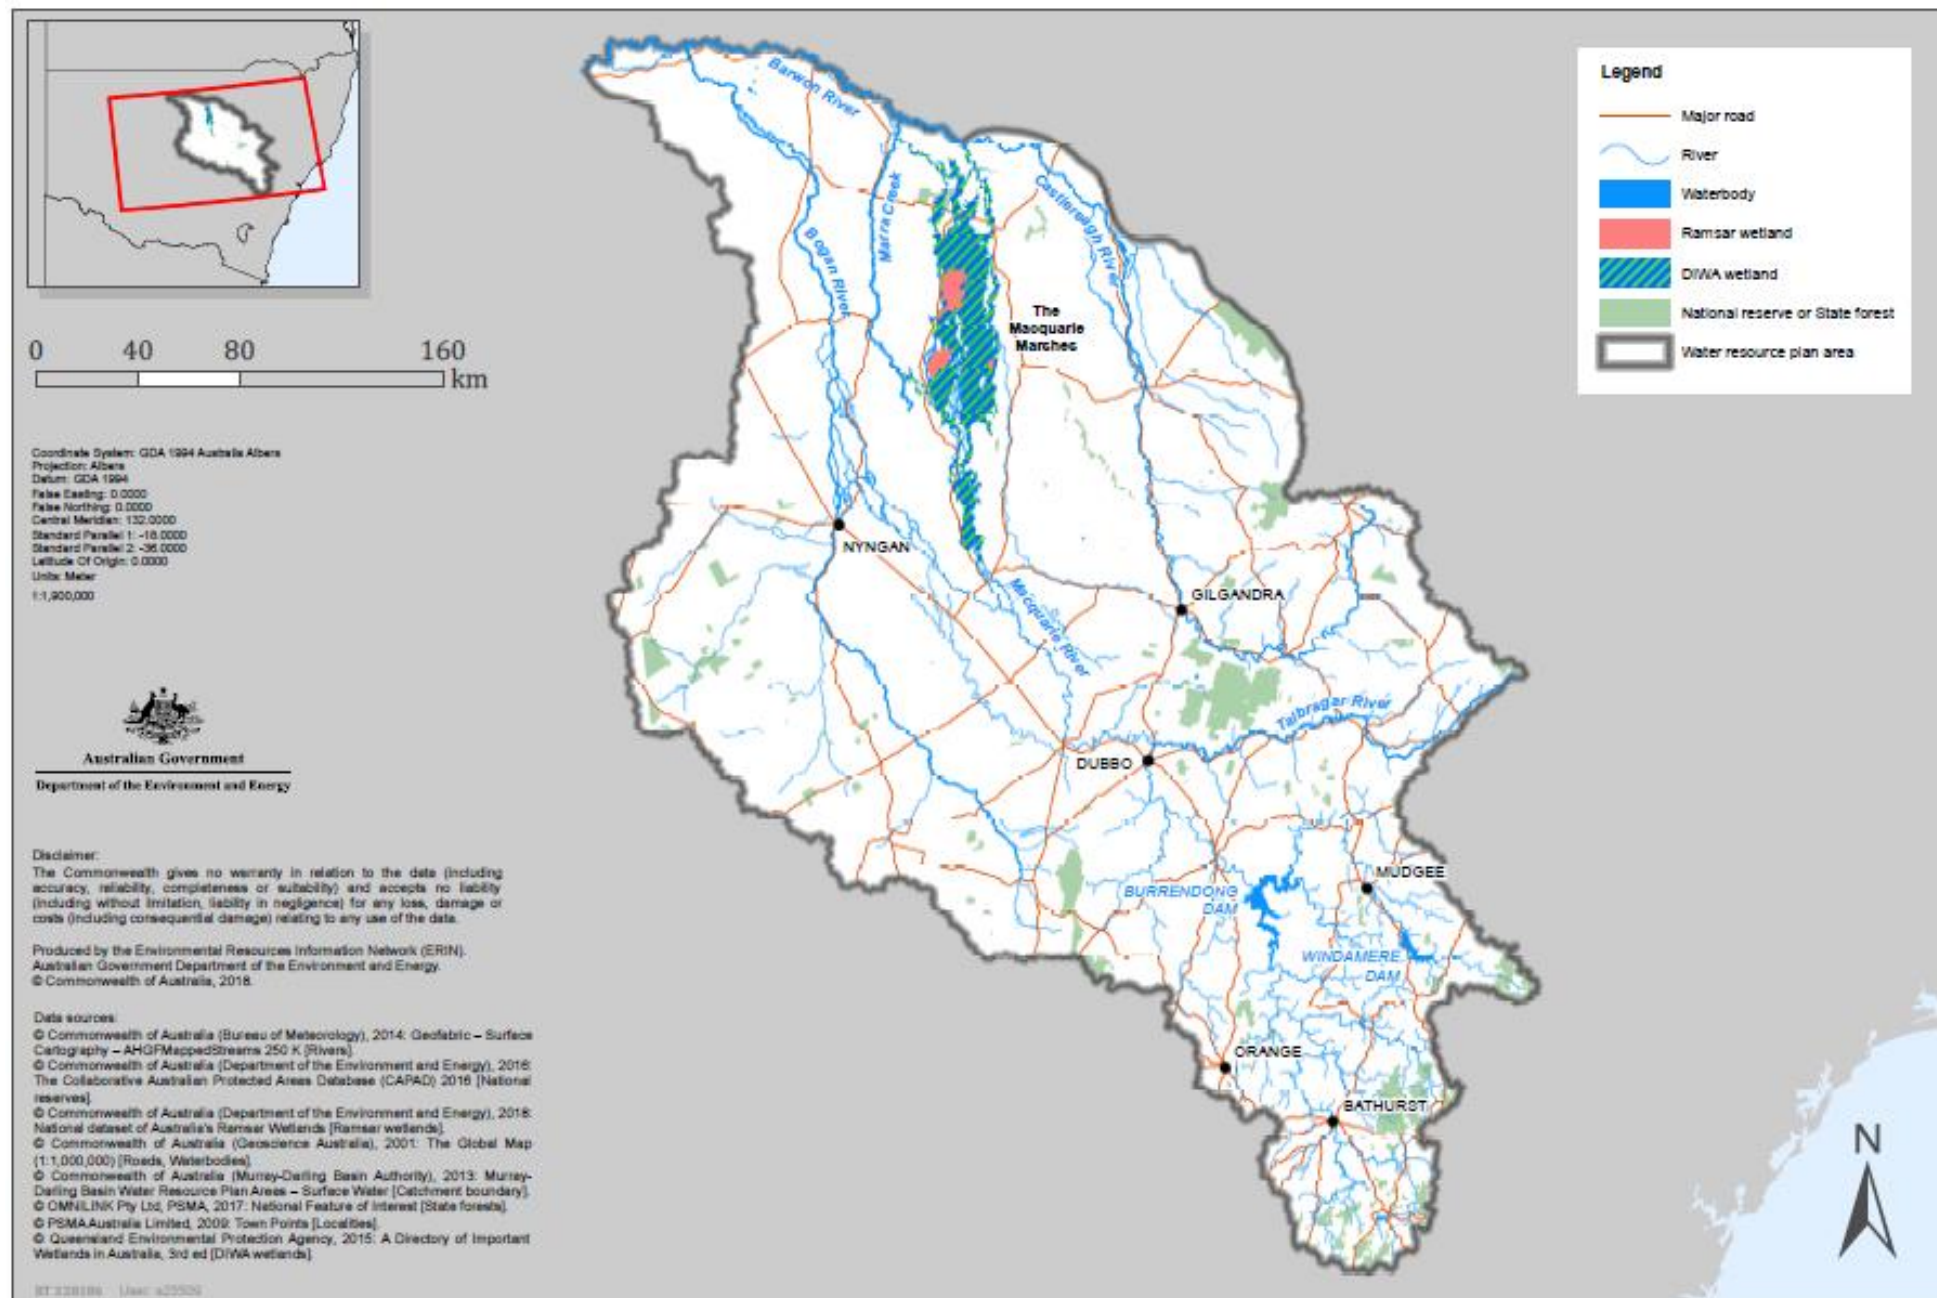 0 40 80 160
km
Coordinate System: GDA 1994 Australia Albers
Projection: Albers
Datum: GDA 1994
False Easting: 0.0000
False Northing: 0.0000
Central Meridian: 132.0000
Standard Parallel 1: -18.0000
Standard Parallel 2: -36.0000
Latitude Of Origin: 0.0000
Units: Meter
1:1,900,000
Australian Government
Department of the Environment and Energy
Disclaimer:
The Commonwealth gives no warranty in relation to the data (including
accuracy, reliability, completeness or suitability) and accepts no liability
(including without limitation, liability in negligence) for any loss, damage or
costs (including consequential damage) relating to any use of the data.
Produced by the Environmental Resources Information Network (ERIN).
Australian Government Department of the Environment and Energy.
© Commonwealth of Australia, 2018.
Data sources:
© Commonwealth of Australia (Bureau of Meteorology), 2014: Geofabric – Surface
Cartography – AHGFMappedStreams 250 K [Rivers].
© Commonwealth of Australia (Department of the Environment and Energy), 2016:
The Collaborative Australian Protected Areas Database (CAPAD) 2016 [National
reserves].
© Commonwealth of Australia (Department of the Environment and Energy), 2018:
National dataset of Australia's Ramsar Wetlands [Ramsar wetlands].
© Commonwealth of Australia (Geoscience Australia), 2001: The Global Map
(1:1,000,000) [Roads, Waterbodies].
© Commonwealth of Australia (Murray-Darling Basin Authority), 2013: Murray-
Darling Basin Water Resource Plan Areas – Surface Water [Catchment boundary].
© OMNILINK Pty Ltd, PSMA, 2017: National Feature of Interest [State forests].
© PSMA Australia Limited, 2009: Town Points [Localities].
© Queensland Environmental Protection Agency, 2015: A Directory of Important
Wetlands in Australia, 3rd ed [DIWA wetlands].
Barwon River
Marra Creek
Bogan River
Castlereagh River
The
Macquarie
Marches
NYNGAN
Macquarie River
GILGANDRA
Talbragar River
DUBBO
MUDGEE
BURRENDONG
DAM
WINDAMERE
DAM
ORANGE
BATHURST
Legend
Major road
River
Waterbody
Ramsar wetland
DIWA wetland
National reserve or State forest
Water resource plan area
N